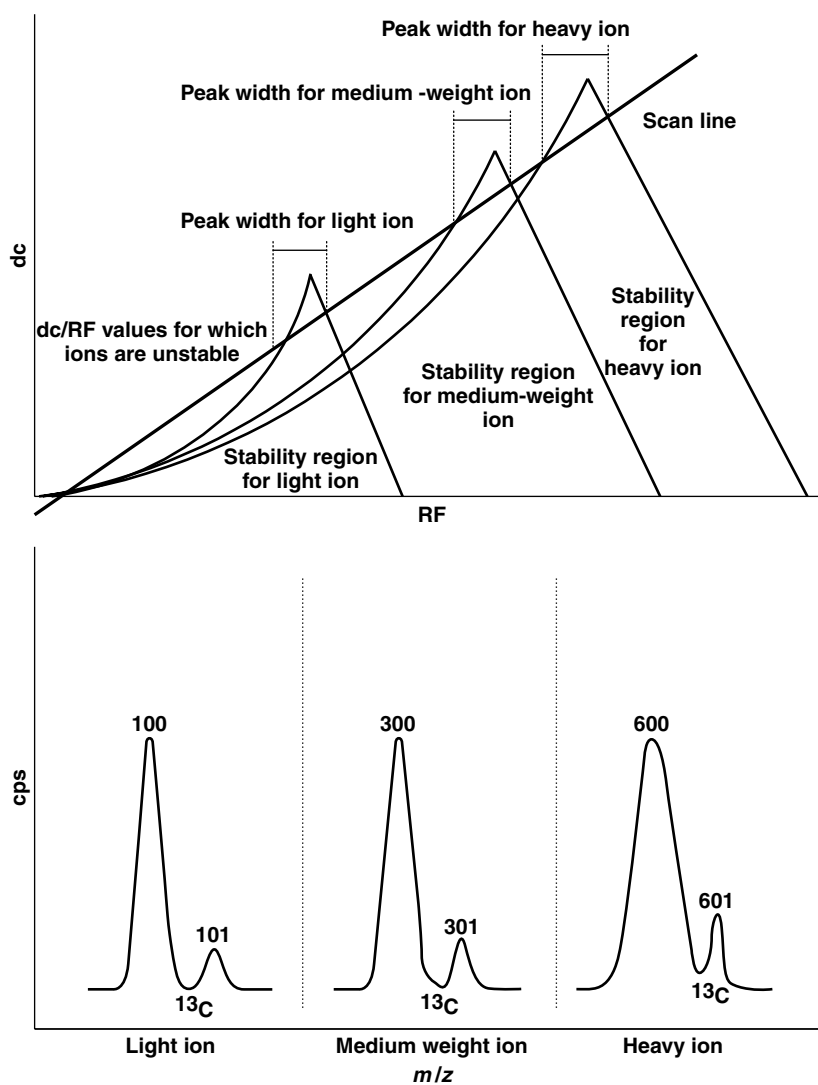 Peak width for heavy ion
Peak width for medium -weight ion
Scan line
Peak width for light ion
dc
dc/RF values for which
ions are unstable
Stability
region
for
heavy ion
Stability region
for medium-weight
ion
Stability region
for light ion
RF
100
300
600
cps
101
301
601
13C
13C
13C
Light ion
Medium weight ion
Heavy ion
m/z